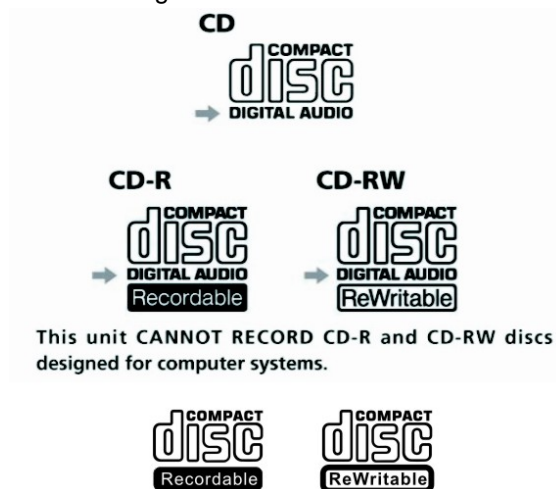 CD
COMPACT
disc
DIGITAL AUDIO
CD-R CD-RW
COMPACT COMPACT
disc disc
DIGITAL AUDIO DIGITAL AUDIO
Recordable ReWritable
This unit CANNOT RECORD CD-R and CD-RW discs
designed for computer systems.
COMPACT COMPACT
disc disc
Recordable ReWritable